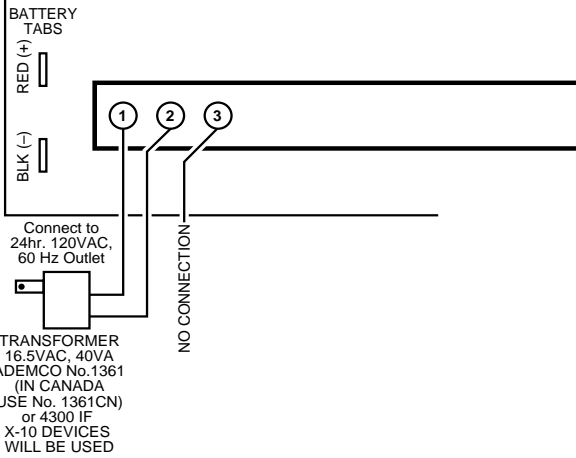 BATTERY
TABS
RED (+)
BLK (–)
1
2
3
Connect to
24hr. 120VAC,
60 Hz Outlet
NO CONNECTION
TRANSFORMER
16.5VAC, 40VA
ADEMCO No.1361
(IN CANADA
USE No. 1361CN)
or 4300 IF
X-10 DEVICES
WILL BE USED